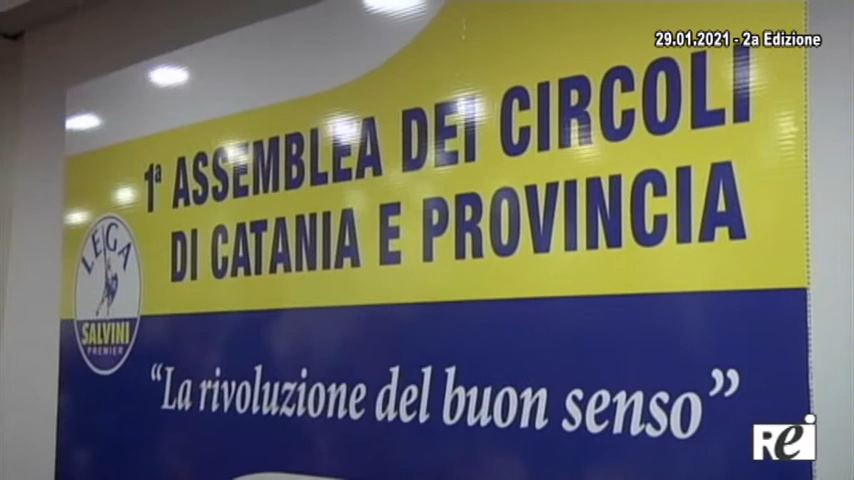 29.01.2021 - 2a Edizione
1ª ASSEMBLEA DEI CIRCOLI
DI CATANIA E PROVINCIA
LEGA
SALVINI
PREMIER
“La rivoluzione del buon senso”
Rei